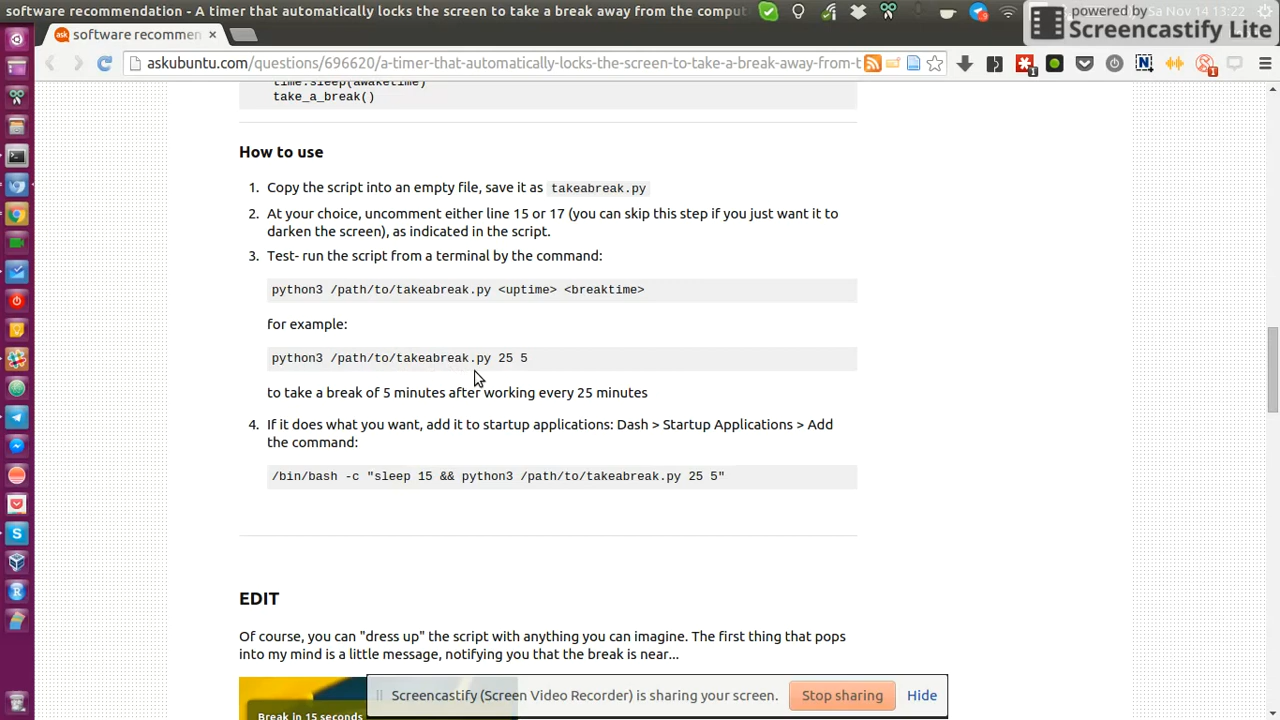 software recommendation - A timer that automatically locks the screen to take a break away from the comput
Sa Nov 14 13:22
powered by
Screencastify Lite
software recommen
askubuntu.com/questions/696620/a-timer-that-automatically-locks-the-screen-to-take-a-break-away-from-t
take_a_break()
How to use
1. Copy the script into an empty file, save it as takeabreak.py
2. At your choice, uncomment either line 15 or 17 (you can skip this step if you just want it to
darken the screen), as indicated in the script.
3. Test- run the script from a terminal by the command:
python3 /path/to/takeabreak.py <uptime> <breaktime>
for example:
python3 /path/to/takeabreak.py 25 5
to take a break of 5 minutes after working every 25 minutes
4. If it does what you want, add it to startup applications: Dash > Startup Applications > Add
the command:
/bin/bash -c "sleep 15 && python3 /path/to/takeabreak.py 25 5"
EDIT
Of course, you can "dress up" the script with anything you can imagine. The first thing that pops
into my mind is a little message, notifying you that the break is near...
Screencastify (Screen Video Recorder) is sharing your screen. Stop sharing Hide
Break in 15 seconds